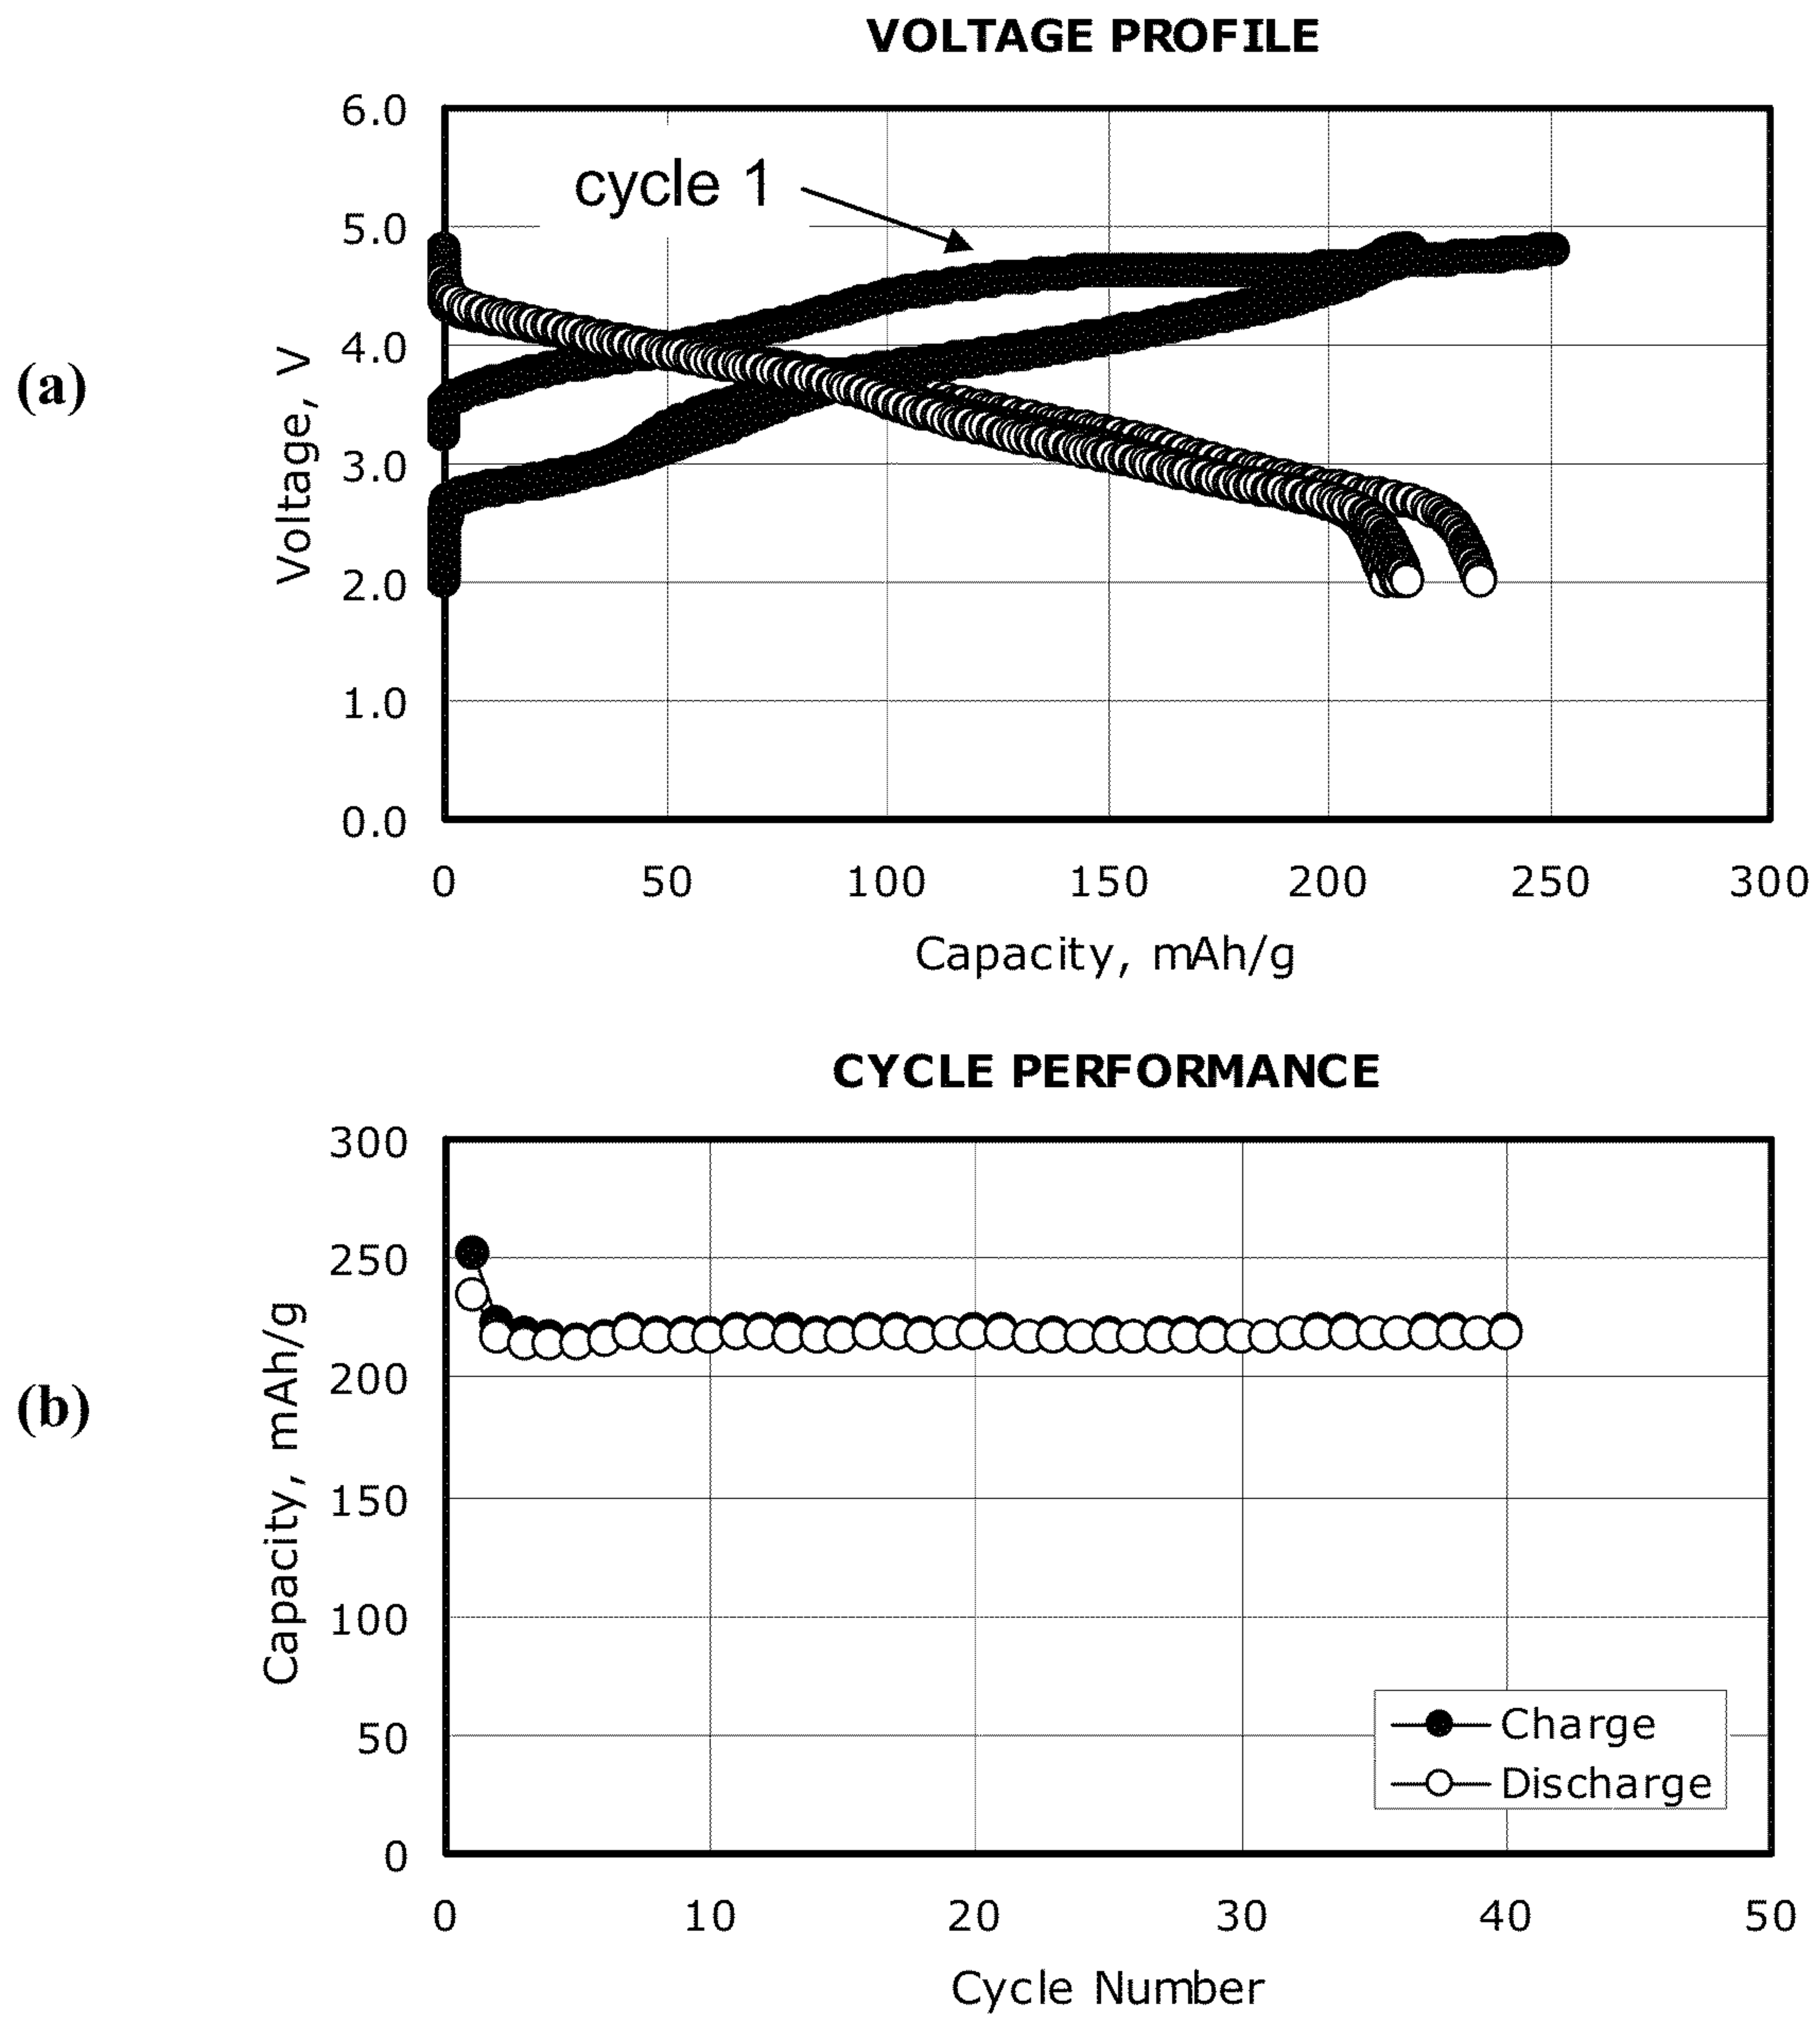 VOLTAGE PROFILE
(a)
Voltage, V
6.0
5.0
4.0
3.0
2.0
1.0
0.0
cycle 1
0 50 100 150 200 250 300
Capacity, mAh/g
CYCLE PERFORMANCE
(b)
Capacity, mAh/g
300
250
200
150
100
50
0
Charge
Discharge
0 10 20 30 40 50
Cycle Number